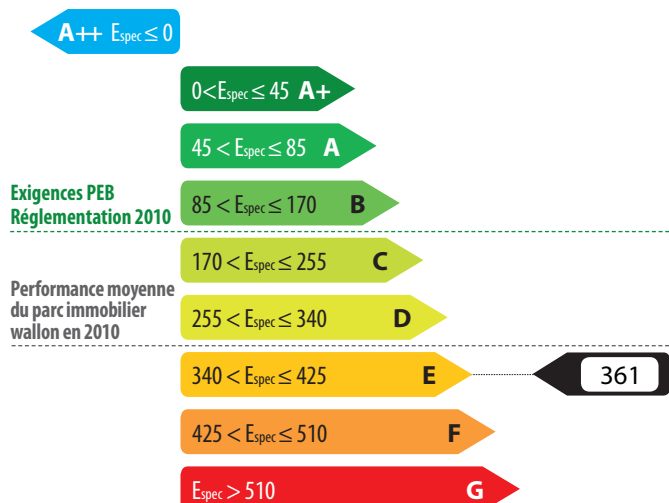 A++ Espec ≤ 0
0<Espec ≤ 45 A+
45 < Espec ≤ 85 A
Exigences PEB
Réglementation 2010
85 < Espec ≤ 170 B
170 < Espec ≤ 255 C
Performance moyenne
du parc immobilier
wallon en 2010
255 < Espec ≤ 340 D
340 < Espec ≤ 425 E
361
425 < Espec ≤ 510 F
Espec > 510 G